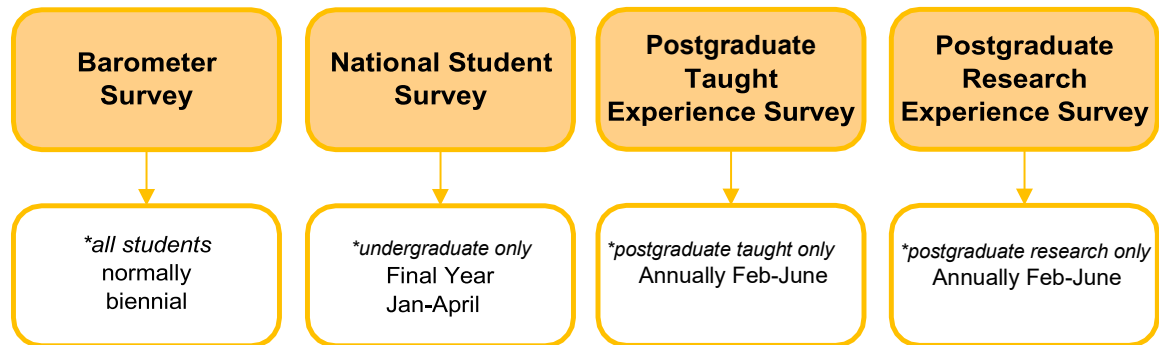 Barometer
Survey
National Student
Survey
Postgraduate
Taught
Experience Survey
Postgraduate
Research
Experience Survey
*all students
normally
biennial
*undergraduate only
Final Year
Jan-April
*postgraduate taught only
Annually Feb-June
*postgraduate research only
Annually Feb-June